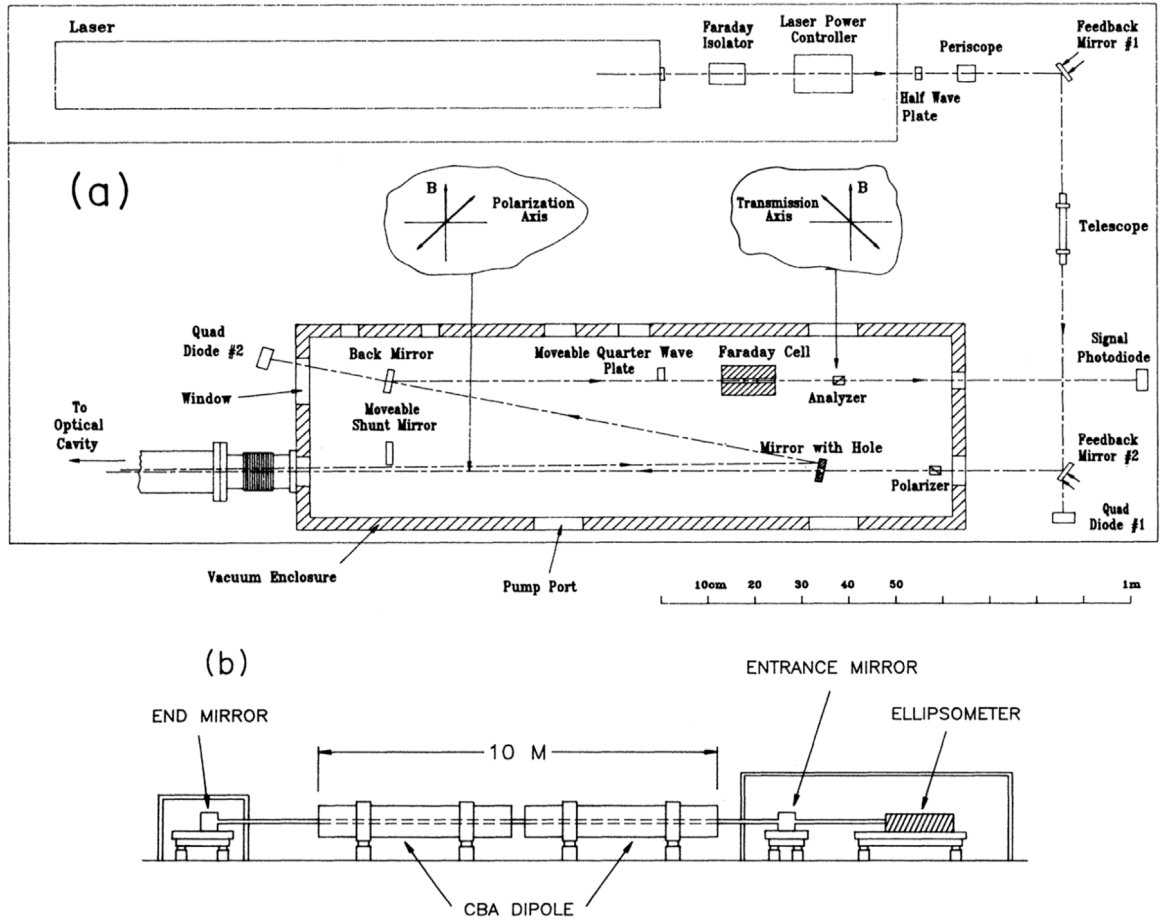 Laser
Faraday
Isolator
Laser Power
Controller
Periscope
Feedback
Mirror #1
Half Wave
Plate
(a)
B
Polarization
Axis
Transmission
Axis
B
Telescope
Quad
Diode #2
Back Mirror
Moveable Quarter Wave
Plate
Faraday Cell
Signal
Photodiode
Window
Analyzer
To
Optical
Cavity
Moveable
Shunt Mirror
Mirror with Hole
Feedback
Mirror #2
Polarizer
Quad
Diode #1
Vacuum Enclosure
Pump Port
10cm 20 30 40 50 1m
(b)
END MIRROR
ENTRANCE MIRROR
ELLIPSOMETER
10 M
CBA DIPOLE